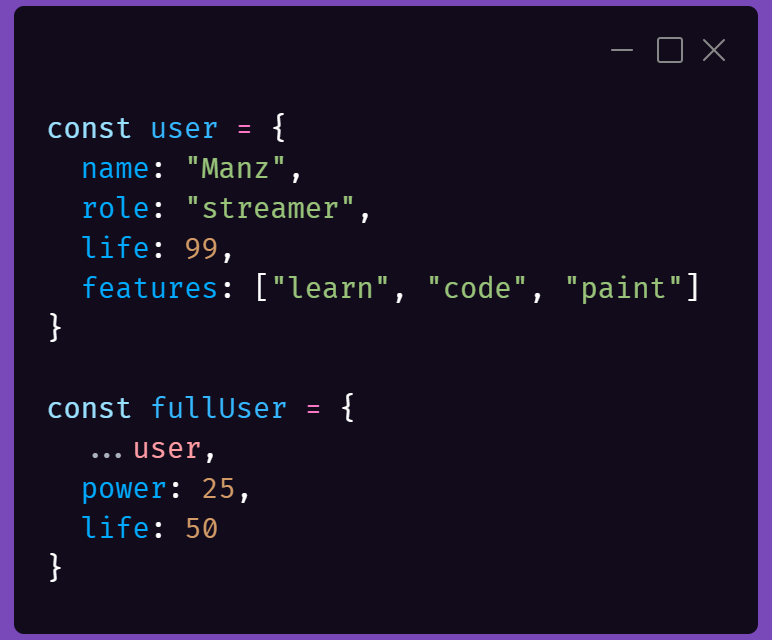 const user = {
  name: "Manz",
  role: "streamer",
  life: 99,
  features: ["learn", "code", "paint"]
}

const fullUser = {
  ...user,
  power: 25,
  life: 50
}